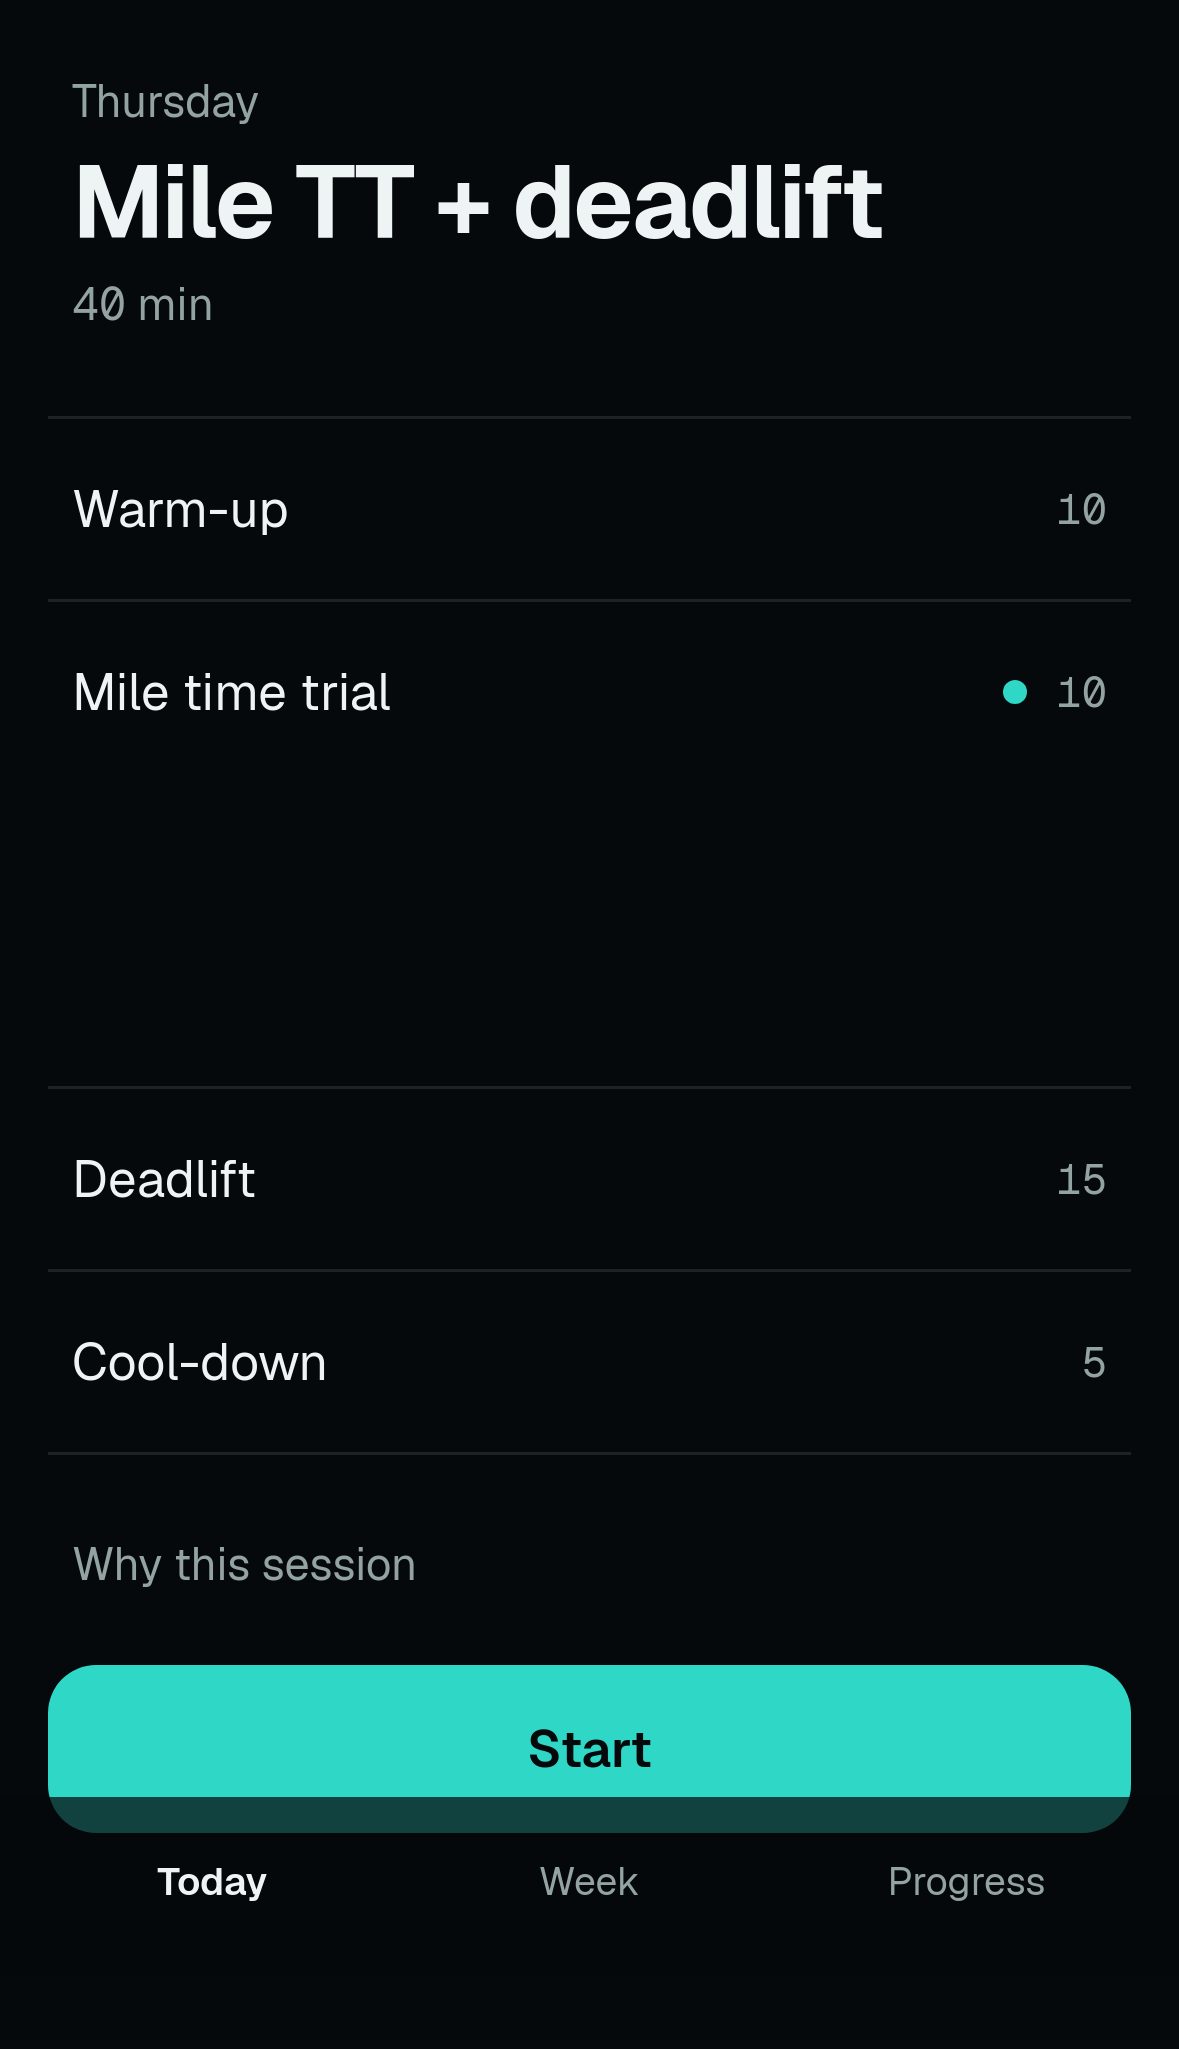 Thursday
Mile TT + deadlift
40 min
Warm-up 10
Mile time trial 10
Deadlift 15
Cool-down 5
Why this session
Start
Today Week Progress